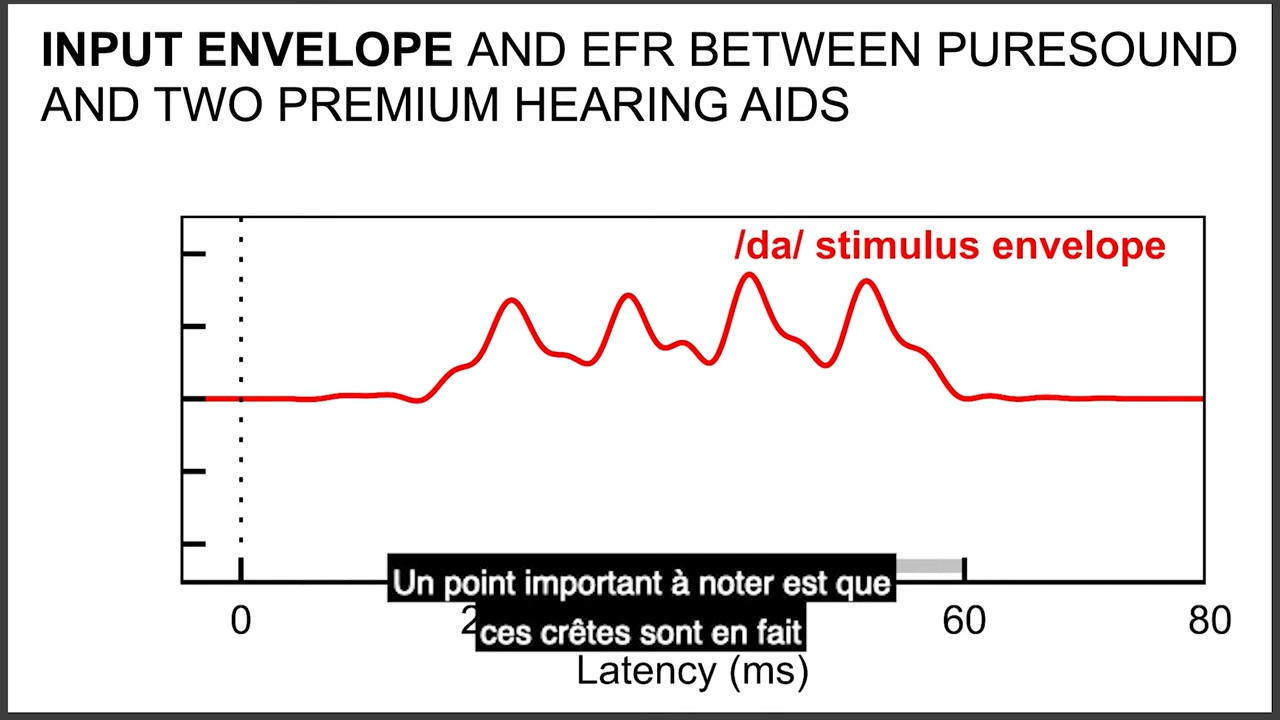 INPUT ENVELOPE AND EFR BETWEEN PURESOUND
AND TWO PREMIUM HEARING AIDS
/da/ stimulus envelope
Un point important à noter est que
ces crêtes sont en fait
0
60
80
Latency (ms)